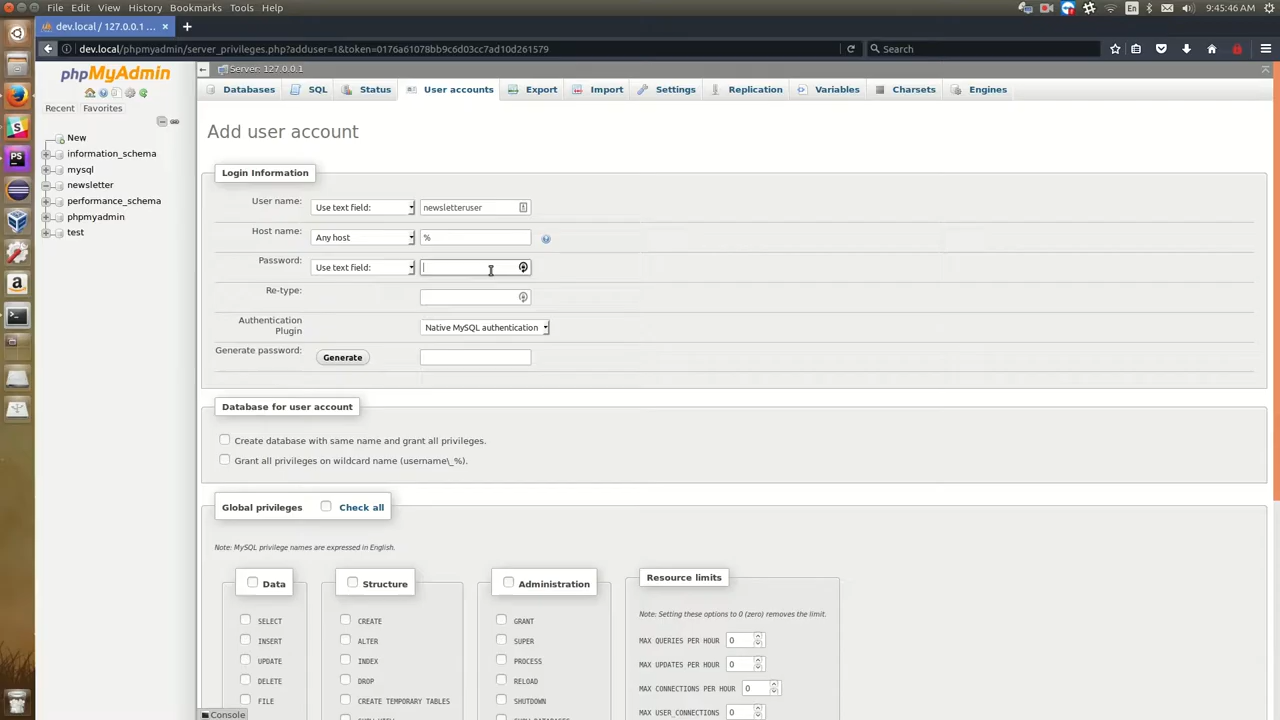 File Edit View History Bookmarks Tools Help
En
9:45:46 AM
dev.local / 127.0.0.1 ...
dev.local/phpmyadmin/server_privileges.php?adduser=1&token=0176a61078bb9c6d03cc7ad10d261579
Search
phpMyAdmin
Recent Favorites
New
information_schema
mysql
newsletter
performance_schema
phpmyadmin
test
Server: 127.0.0.1
Databases SQL Status User accounts Export Import Settings Replication Variables Charsets Engines
Add user account
Login Information
User name: Use text field: newsletteruser
Host name: Any host %
Password: Use text field:
Re-type:
Authentication
Plugin
Native MySQL authentication
Generate password: Generate
Database for user account
Create database with same name and grant all privileges.
Grant all privileges on wildcard name (username\_%).
Global privileges Check all
Note: MySQL privilege names are expressed in English.
Data
SELECT
INSERT
UPDATE
DELETE
FILE
Structure
CREATE
ALTER
INDEX
DROP
CREATE TEMPORARY TABLES
Administration
GRANT
SUPER
PROCESS
RELOAD
SHUTDOWN
Resource limits
Note: Setting these options to 0 (zero) removes the limit.
MAX QUERIES PER HOUR 0
MAX UPDATES PER HOUR 0
MAX CONNECTIONS PER HOUR 0
MAX USER_CONNECTIONS 0
Console
PS